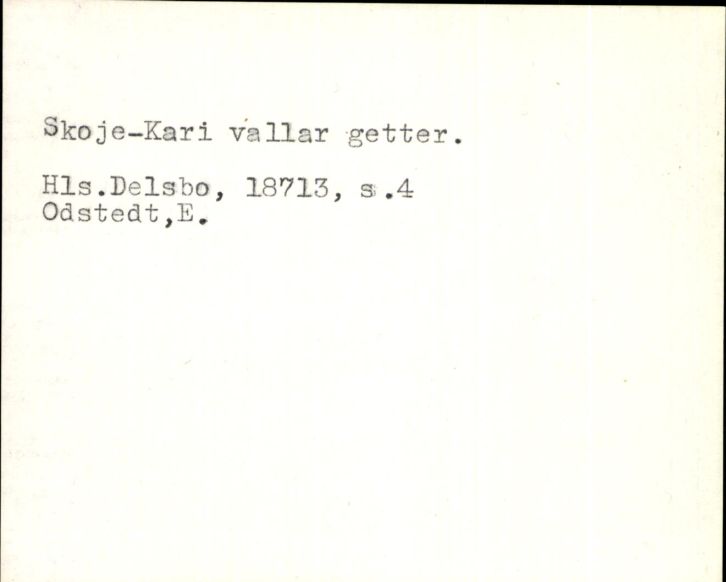 Skoje-Kari vallar getter.
Hls.Delsbo, 18713, s.4
Odstedt,E.